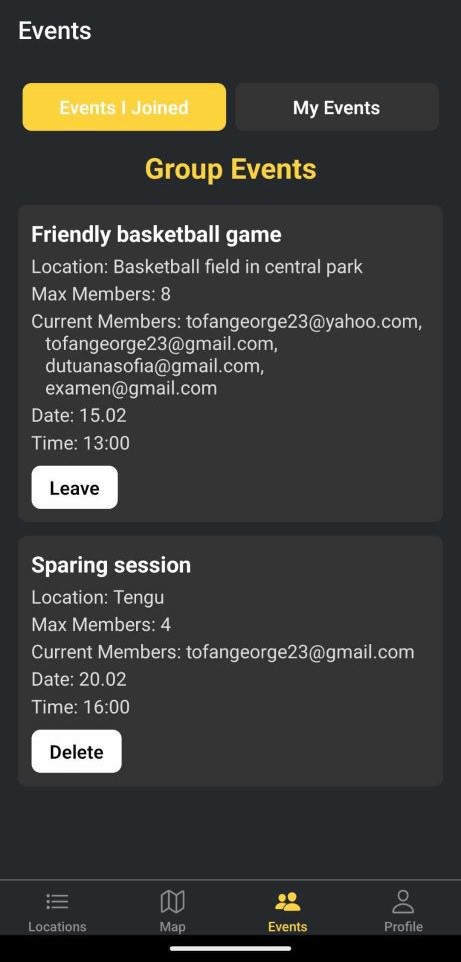 Events
Events I Joined
My Events
Group Events
Friendly basketball game
Location: Basketball field in central park
Max Members: 8
Current Members: tofangeorge23@yahoo.com,
tofangeorge23@gmail.com,
dutuanasofia@gmail.com,
examen@gmail.com
Date: 15.02
Time: 13:00
Leave
Sparing session
Location: Tengu
Max Members: 4
Current Members: tofangeorge23@gmail.com
Date: 20.02
Time: 16:00
Delete
Locations
Map
Events
Profile